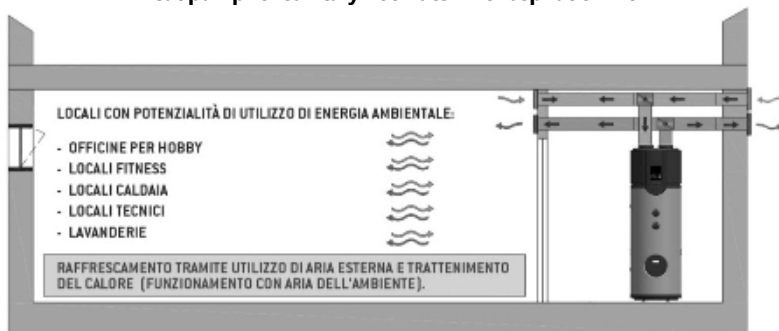 LOCALI CON POTENZIALITÀ DI UTILIZZO DI ENERGIA AMBIENTALE:
- OFFICINE PER HOBBY
- LOCALI FITNESS
- LOCALI CALDAIA
- LOCALI TECNICI
- LAVANDERIE
RAFFRESCAMENTO TRAMITE UTILIZZO DI ARIA ESTERNA E TRATTENIMENTO
DEL CALORE (FUNZIONAMENTO CON ARIA DELL'AMBIENTE).